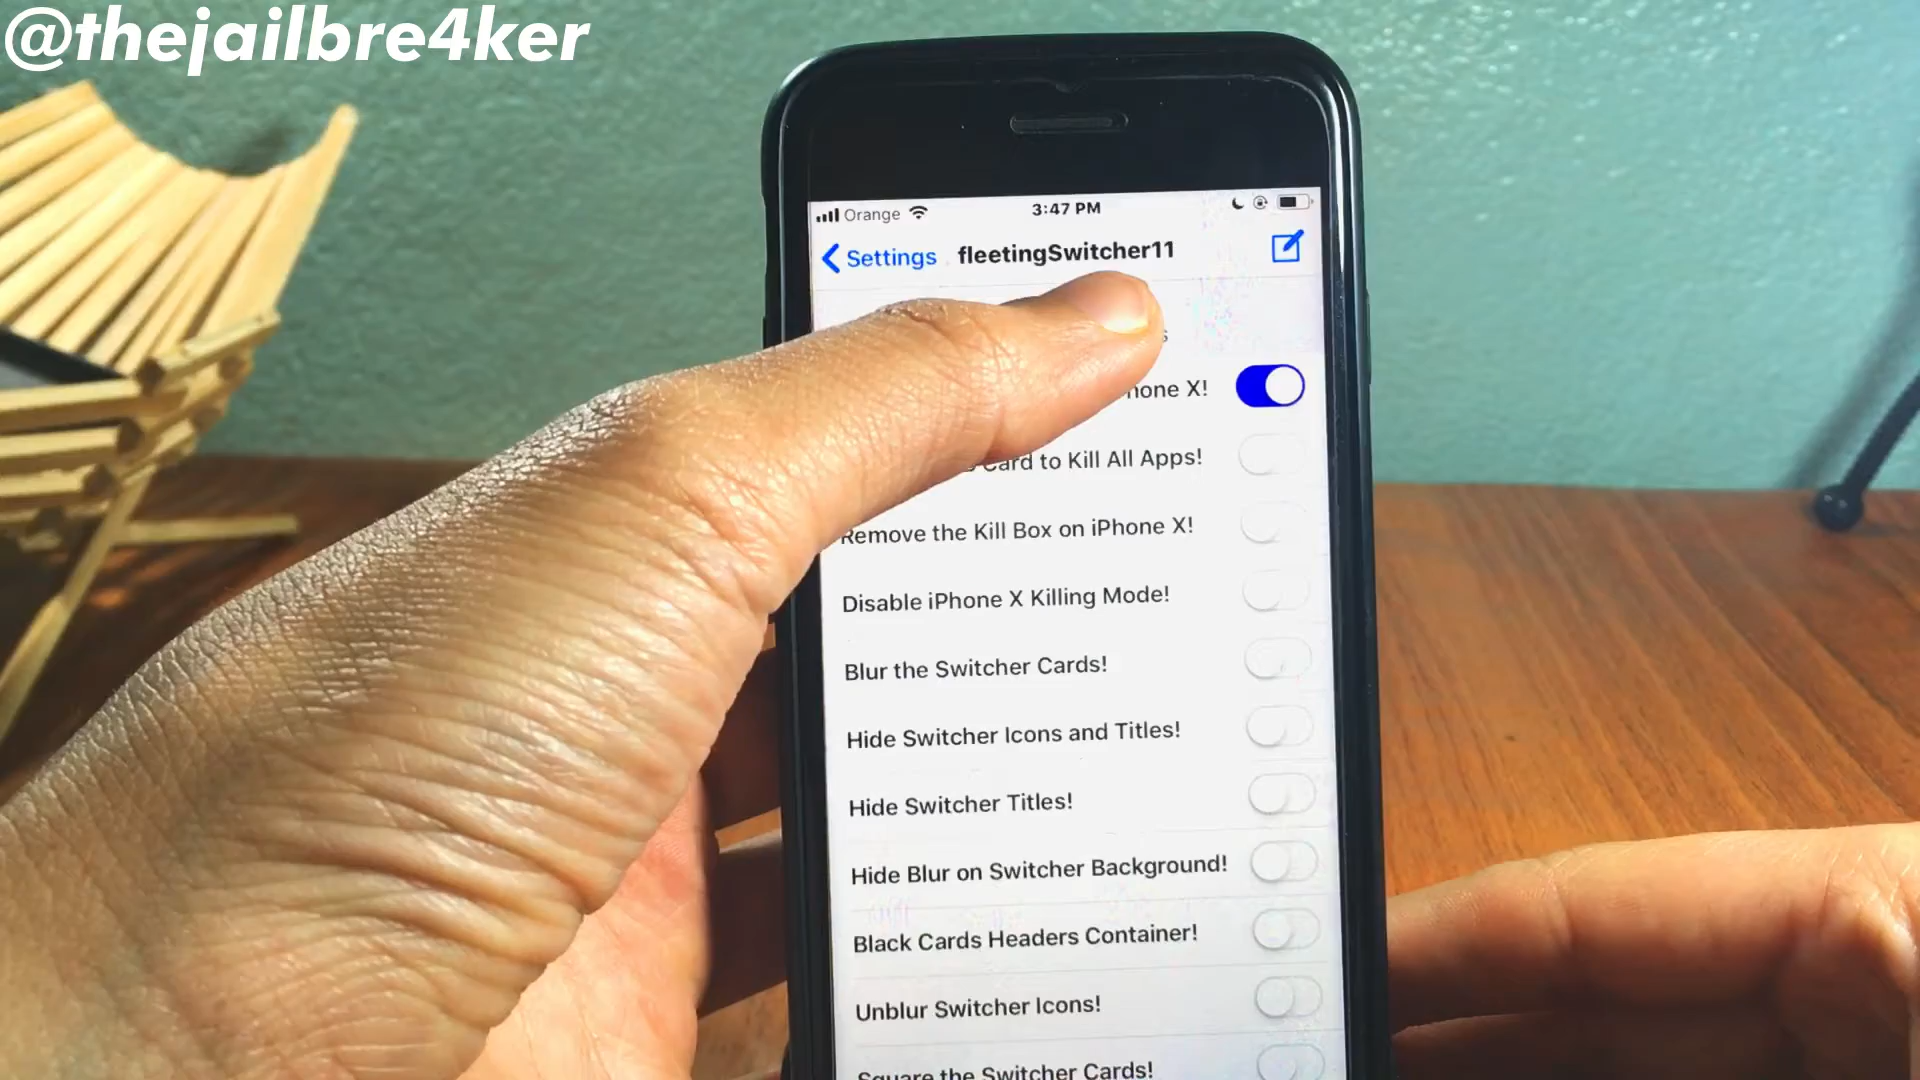 @thejailbre4ker
Orange
3:47 PM
Settings
fleetingSwitcher11
X!
Card to Kill All Apps!
Remove the Kill Box on iPhone X!
Disable iPhone X Killing Mode!
Blur the Switcher Cards!
Hide Switcher Icons and Titles!
Hide Switcher Titles!
Hide Blur on Switcher Background!
Black Cards Headers Container!
Unblur Switcher Icons!
Square the Switcher Cards!